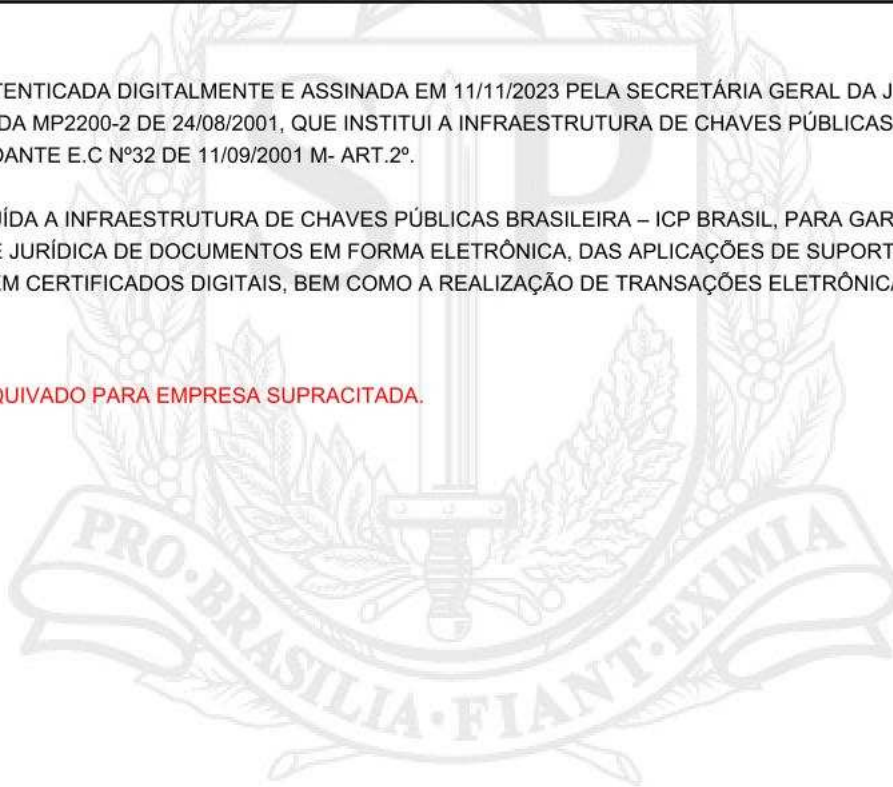 TENTICADA DIGITALMENTE E ASSINADA EM 11/11/2023 PELA SECRETÁRIA GERAL DA J
DA MP2200-2 DE 24/08/2001, QUE INSTITUI A INFRAESTRUTURA DE CHAVES PÚBLICAS
DANTE E.C Nº32 DE 11/09/2001 M- ART.2º.
ÍDA A INFRAESTRUTURA DE CHAVES PÚBLICAS BRASILEIRA – ICP BRASIL, PARA GAR
E JURÍDICA DE DOCUMENTOS EM FORMA ELETRÔNICA, DAS APLICAÇÕES DE SUPORT
EM CERTIFICADOS DIGITAIS, BEM COMO A REALIZAÇÃO DE TRANSAÇÕES ELETRÔNICA
QUIVADO PARA EMPRESA SUPRACITADA.
SP
PRO·BRASILIA·FIANT·EXIMIA